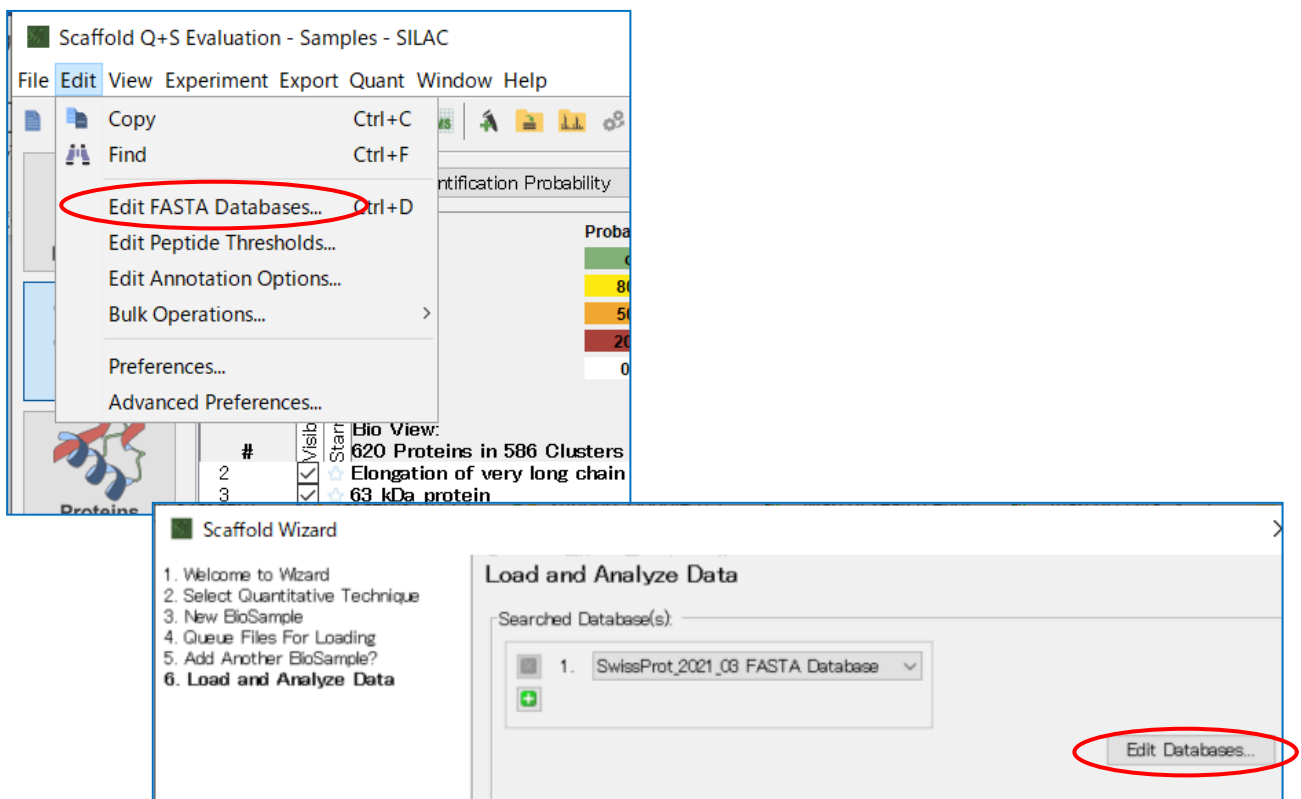 Scaffold Q+S Evaluation - Samples - SILAC
File Edit View Experiment Export Quant Window Help
Copy Ctrl+C
Find Ctrl+F
Edit FASTA Databases... Ctrl+D
Edit Peptide Thresholds...
Edit Annotation Options...
Bulk Operations...
Preferences...
Advanced Preferences...
ntification Probability
Proba
80
50
20
0
# Visib Starr Bio View:
620 Proteins in 586 Clusters
2 Elongation of very long chain
3 63 kDa protein
Proteins
Scaffold Wizard
1. Welcome to Wizard
2. Select Quantitative Technique
3. New BioSample
4. Queue Files For Loading
5. Add Another BioSample?
6. Load and Analyze Data
Load and Analyze Data
Searched Database(s):
1. SwissProt_2021_03 FASTA Database
Edit Databases...